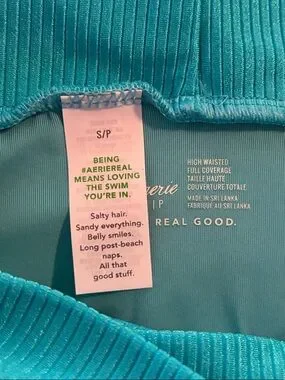 S/P
BEING
#AERIEREAL
MEANS LOVING
THE SWIM
YOU'RE IN.
Salty hair.
Sandy everything.
Belly smiles.
Long post-beach
naps.
All that
good stuff.
erie
IP
REAL GOOD.
HIGH WAISTED
FULL COVERAGE
TAILLE HAUTE
COUVERTURE TOTALE
MADE IN SRI LANKA
FABRIQUÉ AU SRI LANKA